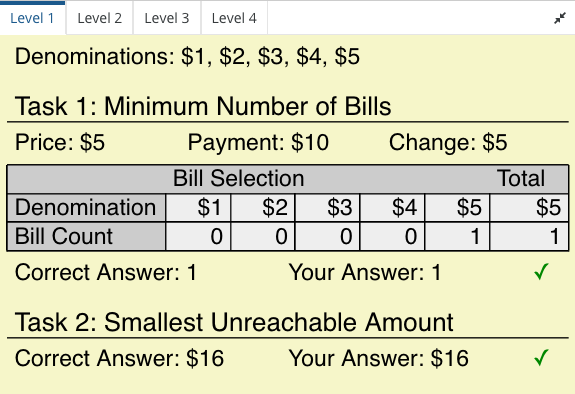 Level 1 Level 2 Level 3 Level 4
Denominations: $1, $2, $3, $4, $5
Task 1: Minimum Number of Bills
Price: $5 Payment: $10 Change: $5
Bill Selection Total
Denomination $1 $2 $3 $4 $5 $5
Bill Count 0 0 0 0 1 1
Correct Answer: 1 Your Answer: 1 ✓
Task 2: Smallest Unreachable Amount
Correct Answer: $16 Your Answer: $16 ✓